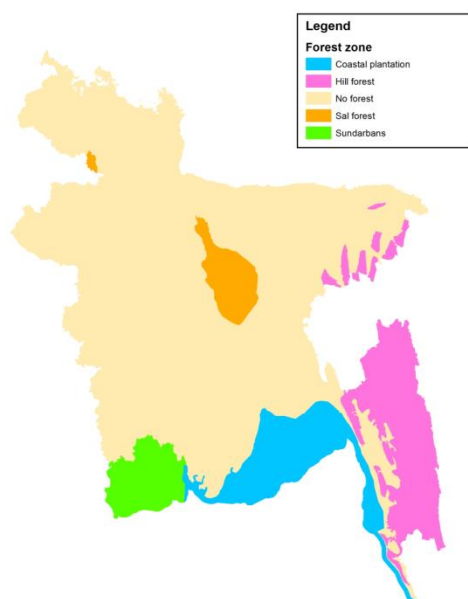 Legend
Forest zone
Coastal plantation
Hill forest
No forest
Sal forest
Sundarbans